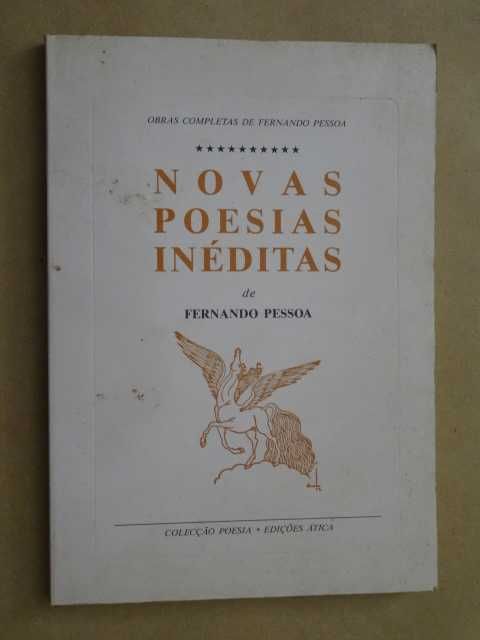 OBRAS COMPLETAS DE FERNANDO PESSOA
★★★★★★★★★★
NOVAS
POESIAS
INÉDITAS
de
FERNANDO PESSOA
COLECÇÃO POESIA • EDIÇÕES ÁTICA